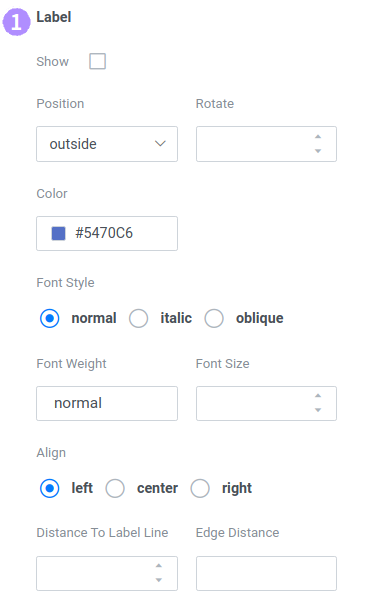 1 Label
Show
Position Rotate
outside
Color
#5470C6
Font Style
normal italic oblique
Font Weight Font Size
normal
Align
left center right
Distance To Label Line Edge Distance